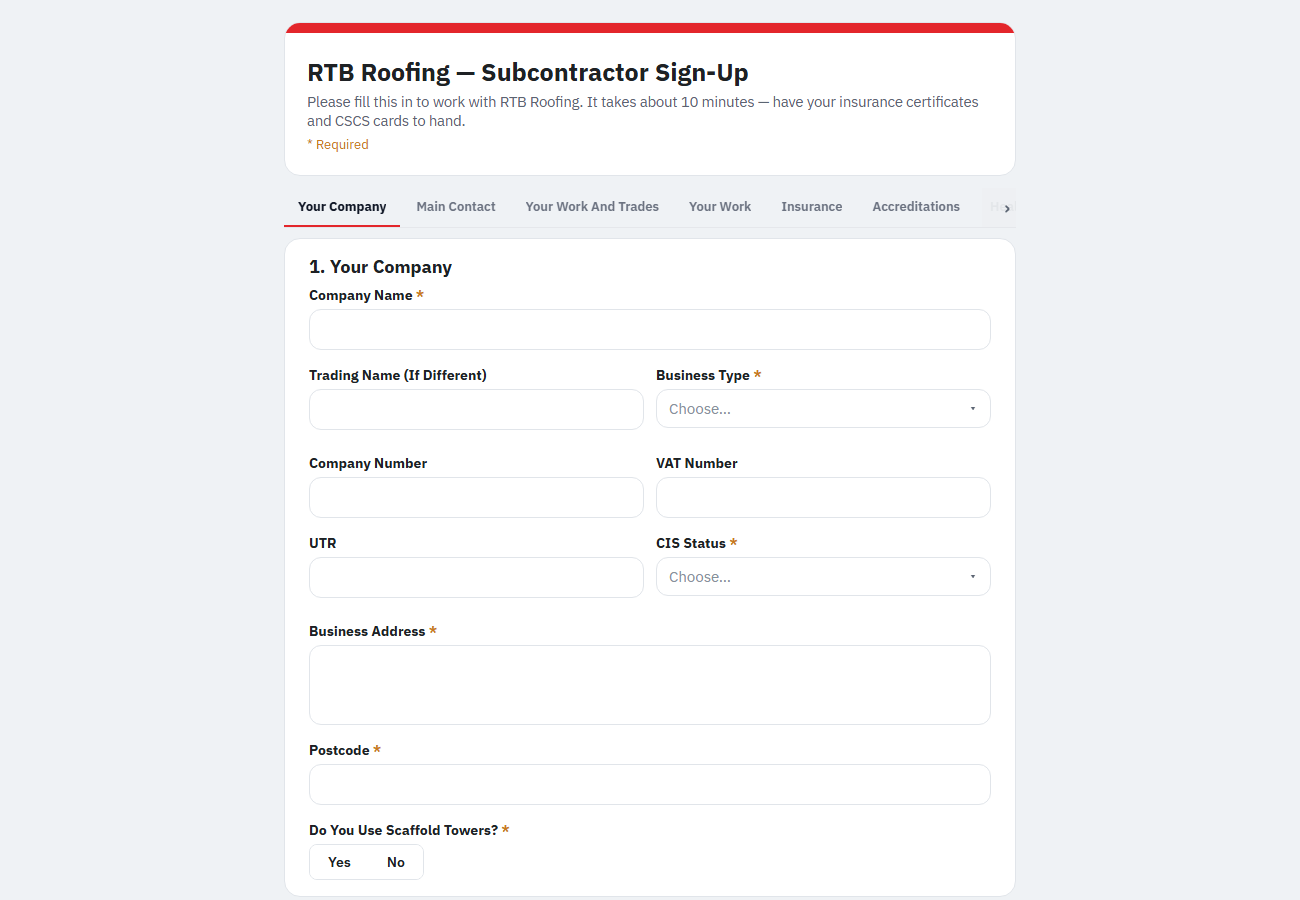 RTB Roofing — Subcontractor Sign-Up
Please fill this in to work with RTB Roofing. It takes about 10 minutes — have your insurance certificates
and CSCS cards to hand.
* Required
Your Company Main Contact Your Work And Trades Your Work Insurance Accreditations
1. Your Company
Company Name *
Trading Name (If Different) Business Type *
Choose...
Company Number VAT Number
UTR CIS Status *
Choose...
Business Address *
Postcode *
Do You Use Scaffold Towers? *
Yes No